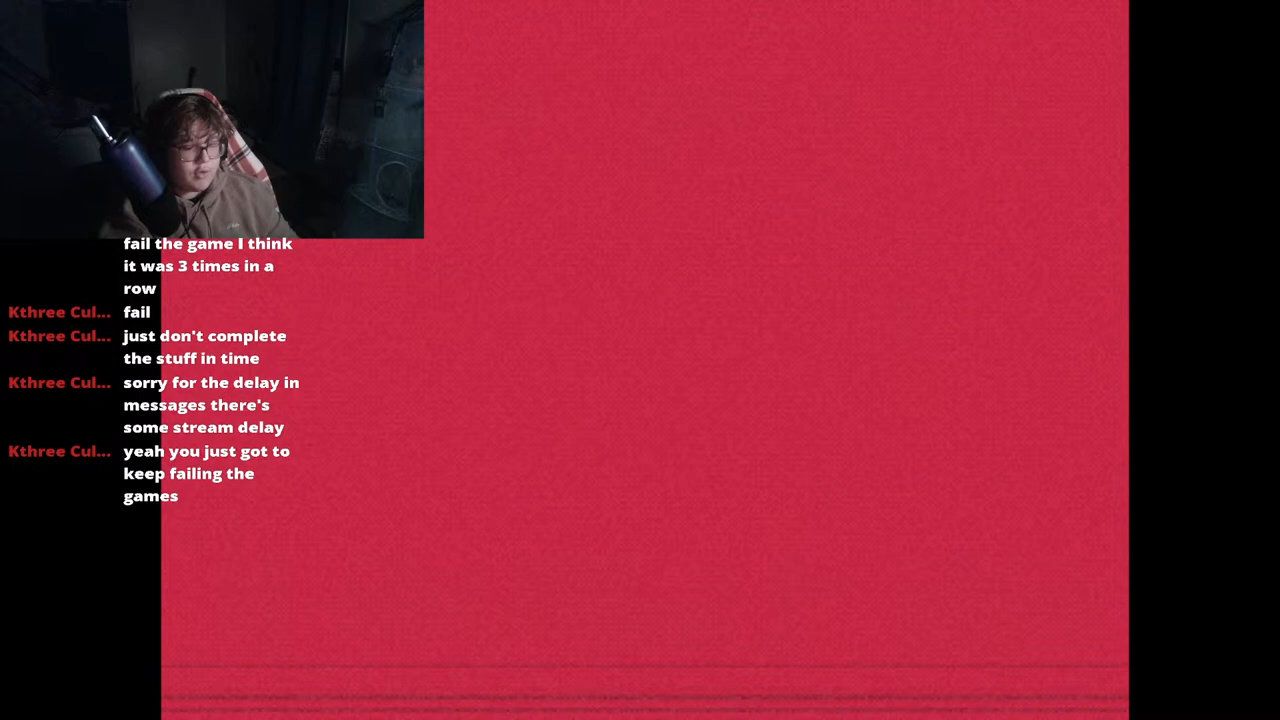 fail the game I think
it was 3 times in a
row
Kthree Cul... fail
Kthree Cul... just don't complete
the stuff in time
Kthree Cul... sorry for the delay in
messages there's
some stream delay
Kthree Cul... yeah you just got to
keep failing the
games